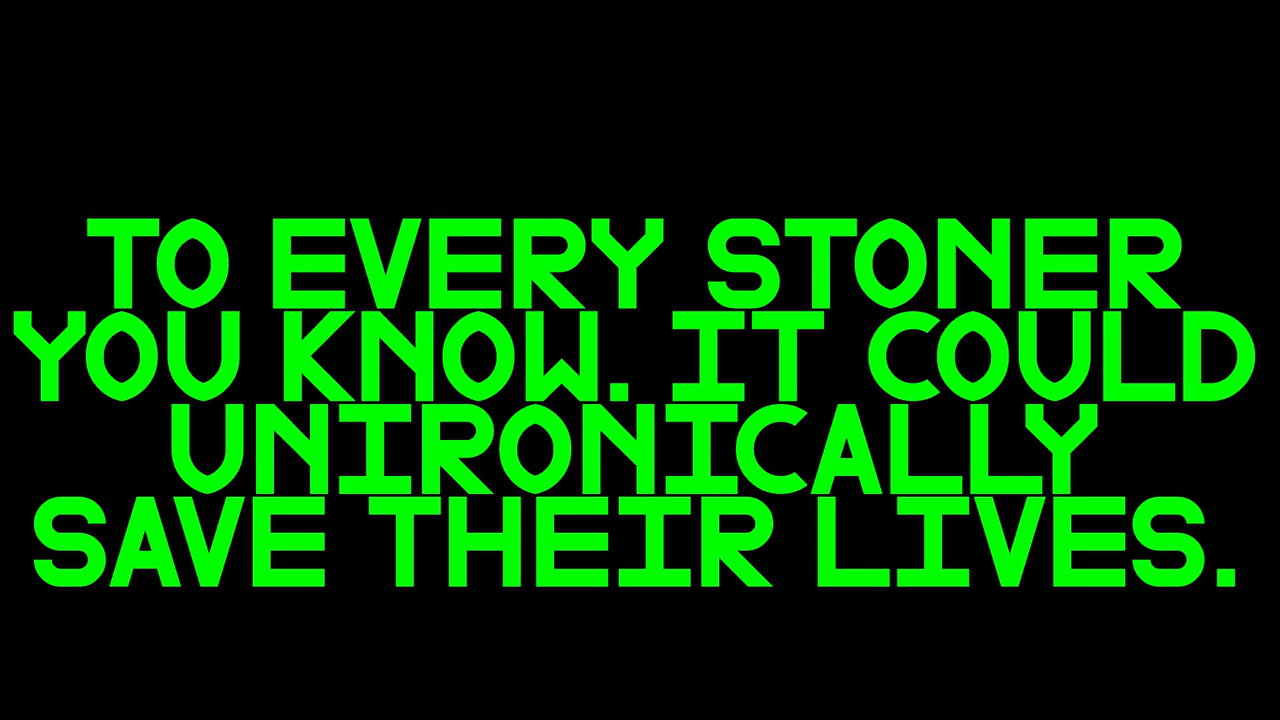 TO EVERY STONER
YOU KNOW. IT COULD
UNIRONICALLY
SAVE THEIR LIVES.